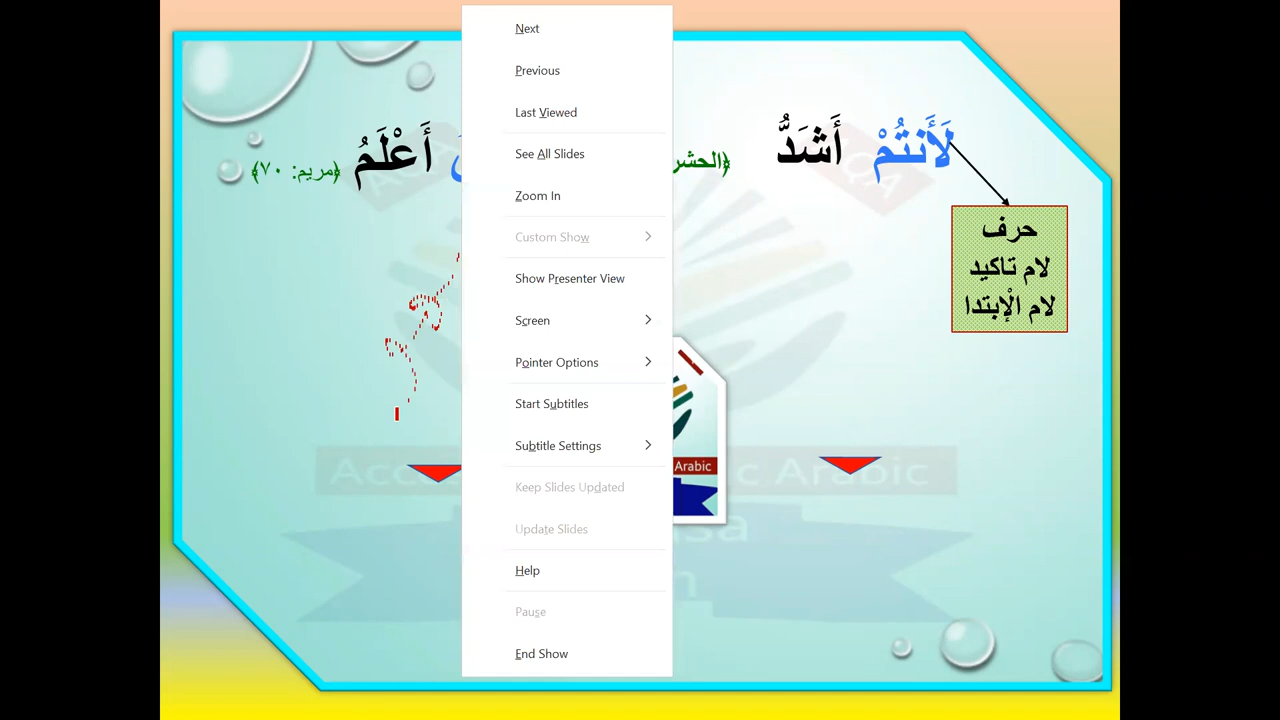 لَأَنتُمْ أَشَدُّ
أَعْلَمُ ﴿مريم: ٧٠﴾
حرف
لام تاكيد
لام الْإبتدا
Next
Previous
Last Viewed
See All Slides
Zoom In
Custom Show
Show Presenter View
Screen
Pointer Options
Start Subtitles
Subtitle Settings
Keep Slides Updated
Update Slides
Help
Pause
End Show
Arabic
Arabic